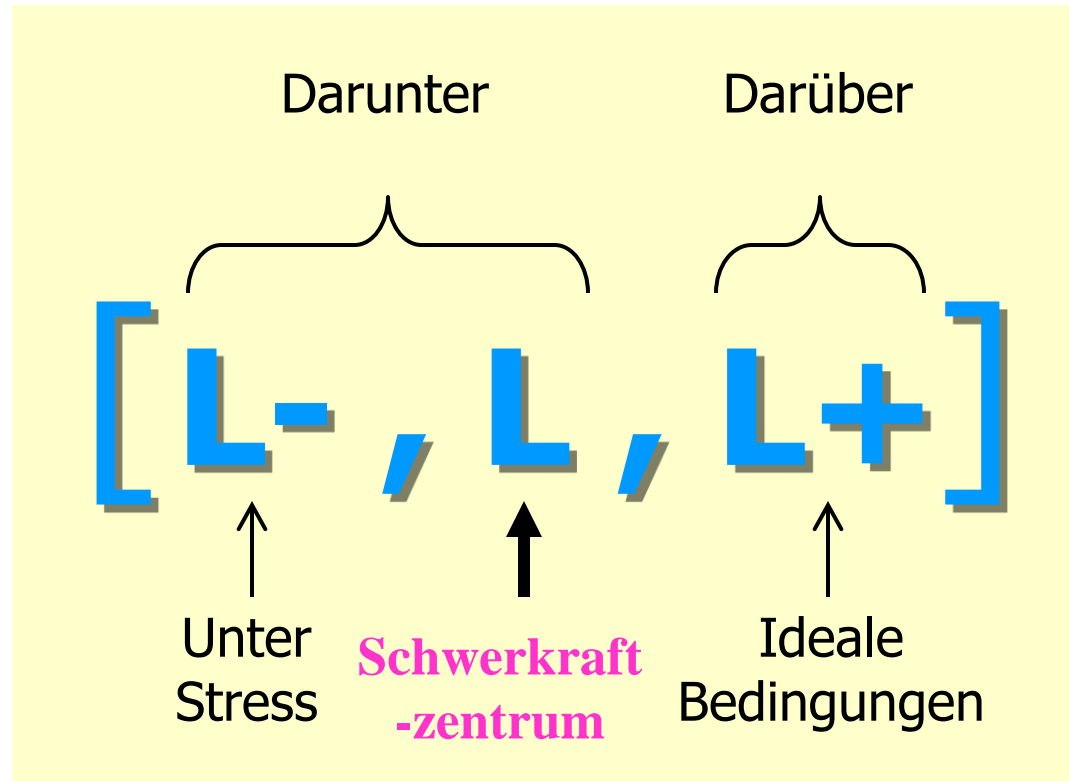 Darunter Darüber
[ L- , L , L+ ]
Unter Stress
Schwerkraft
-zentrum
Ideale
Bedingungen